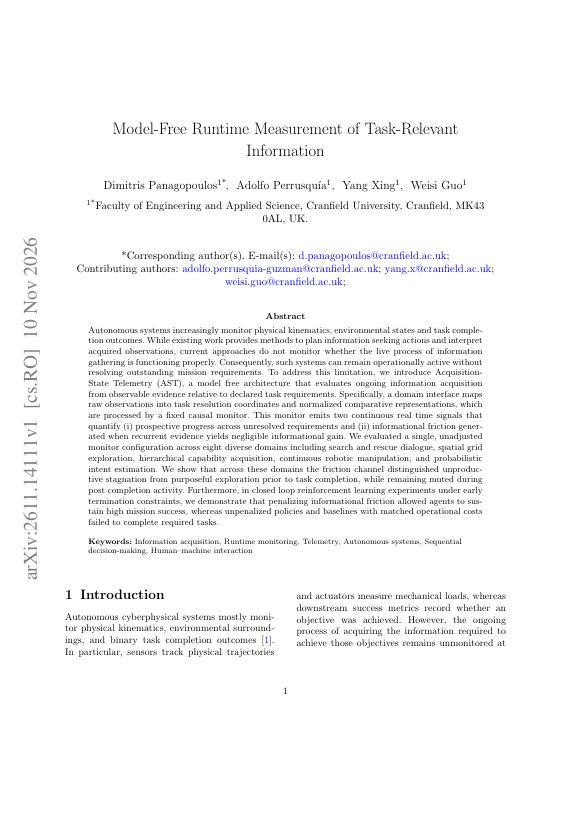 arXiv:2611.14111v1 [cs.RO] 10 Nov 2026
Model-Free Runtime Measurement of Task-Relevant
Information
Dimitris Panagopoulos1*, Adolfo Perrusquía1, Yang Xing1, Weisi Guo1
1*Faculty of Engineering and Applied Science, Cranfield University, Cranfield, MK43
0AL, UK.
*Corresponding author(s). E-mail(s): d.panagopoulos@cranfield.ac.uk;
Contributing authors: adolfo.perrusquia-guzman@cranfield.ac.uk; yang.x@cranfield.ac.uk;
weisi.guo@cranfield.ac.uk;
Abstract
Autonomous systems increasingly monitor physical kinematics, environmental states and task comple-
tion outcomes. While existing work provides methods to plan information seeking actions and interpret
acquired observations, current approaches do not monitor whether the live process of information
gathering is functioning properly. Consequently, such systems can remain operationally active without
resolving outstanding mission requirements. To address this limitation, we introduce Acquisition-
State Telemetry (AST), a model free architecture that evaluates ongoing information acquisition
from observable evidence relative to declared task requirements. Specifically, a domain interface maps
raw observations into task resolution coordinates and normalized comparative representations, which
are processed by a fixed causal monitor. This monitor emits two continuous real time signals that
quantify (i) prospective progress across unresolved requirements and (ii) informational friction gener-
ated when recurrent evidence yields negligible informational gain. We evaluated a single, unadjusted
monitor configuration across eight diverse domains including search and rescue dialogue, spatial grid
exploration, hierarchical capability acquisition, continuous robotic manipulation, and probabilistic
intent estimation. We show that across these domains the friction channel distinguished unproduc-
tive stagnation from purposeful exploration prior to task completion, while remaining muted during
post completion activity. Furthermore, in closed loop reinforcement learning experiments under early
termination constraints, we demonstrate that penalizing informational friction allowed agents to sus-
tain high mission success, whereas unpenalized policies and baselines with matched operational costs
failed to complete required tasks.
Keywords: Information acquisition, Runtime monitoring, Telemetry, Autonomous systems, Sequential
decision-making, Human–machine interaction
1 Introduction
Autonomous cyberphysical systems mostly moni-
tor physical kinematics, environmental surround-
ings, and binary task completion outcomes [1].
In particular, sensors track physical trajectories
and actuators measure mechanical loads, whereas
downstream success metrics record whether an
objective was achieved. However, the ongoing
process of acquiring the information required to
achieve those objectives remains unmonitored at
1